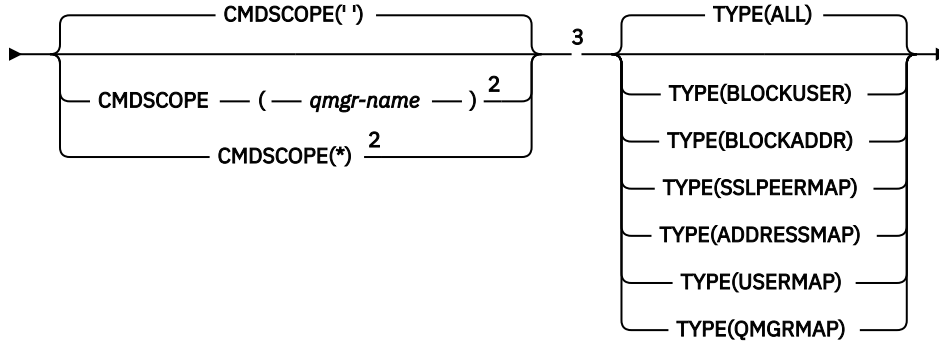 CMDSCOPE(' ')
CMDSCOPE ( qmgr-name ) 2
CMDSCOPE(*) 2
3
TYPE(ALL)
TYPE(BLOCKUSER)
TYPE(BLOCKADDR)
TYPE(SSLPEERMAP)
TYPE(ADDRESSMAP)
TYPE(USERMAP)
TYPE(QMGRMAP)